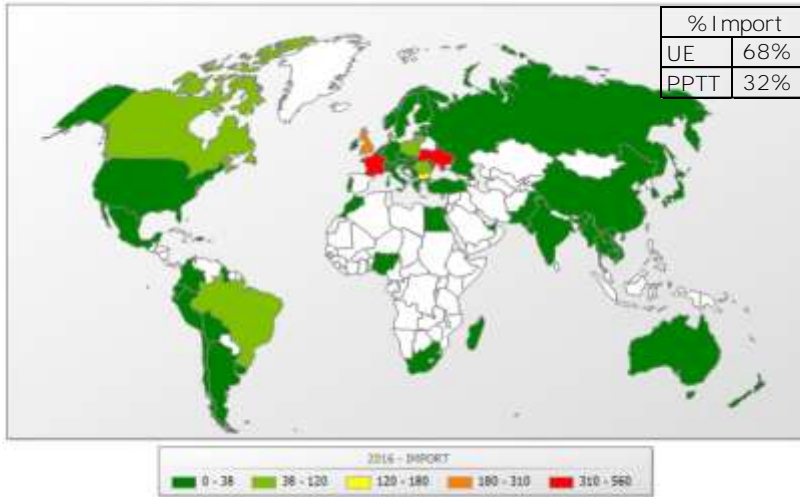 % Import
UE 68%
PPTT 32%
2016 - IMPORT
0 - 38 38 - 120 120 - 180 180 - 310 310 - 560